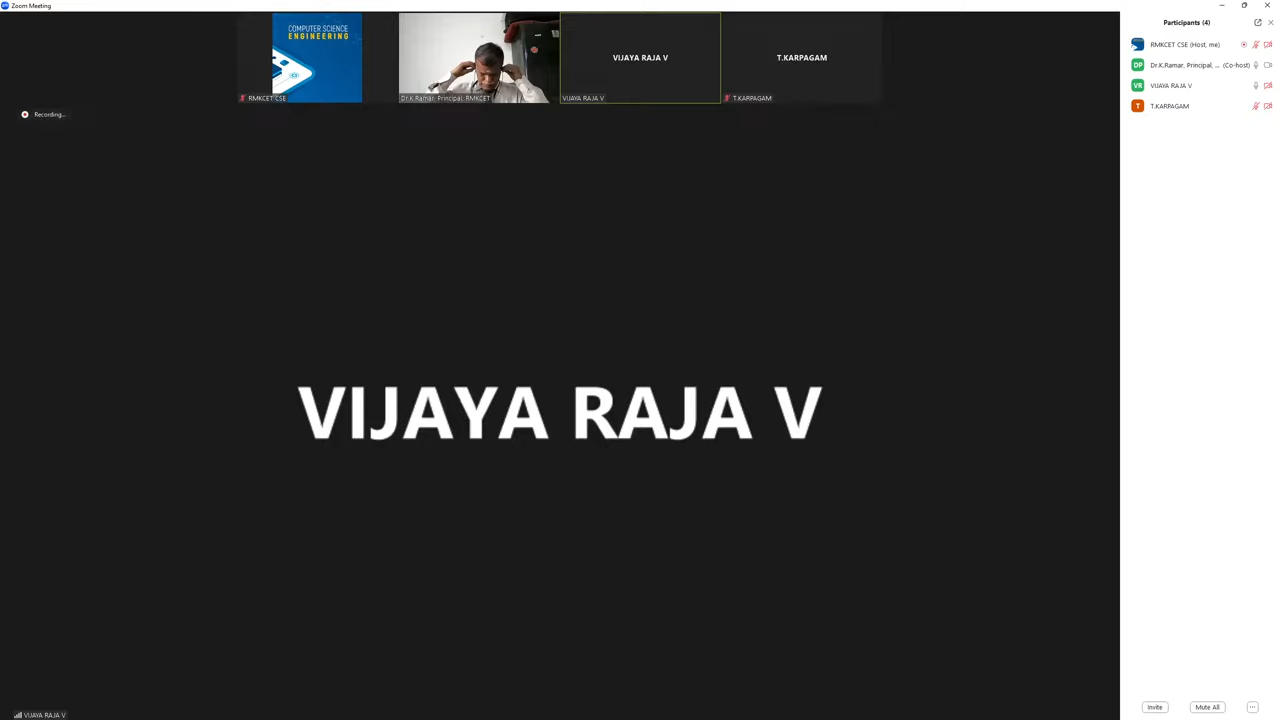 Zoom Meeting
COMPUTER SCIENCE
ENGINEERING
RMKCET CSE
Dr.K.Ramar, Principal, RMKCET
VIJAYA RAJA V
VIJAYA RAJA V
T.KARPAGAM
T.KARPAGAM
Recording...
VIJAYA RAJA V
VIJAYA RAJA V
Participants (4)
RMKCET CSE (Host, me)
DP Dr.K.Ramar, Principal, ... (Co-host)
VR VIJAYA RAJA V
T T.KARPAGAM
Invite
Mute All
...